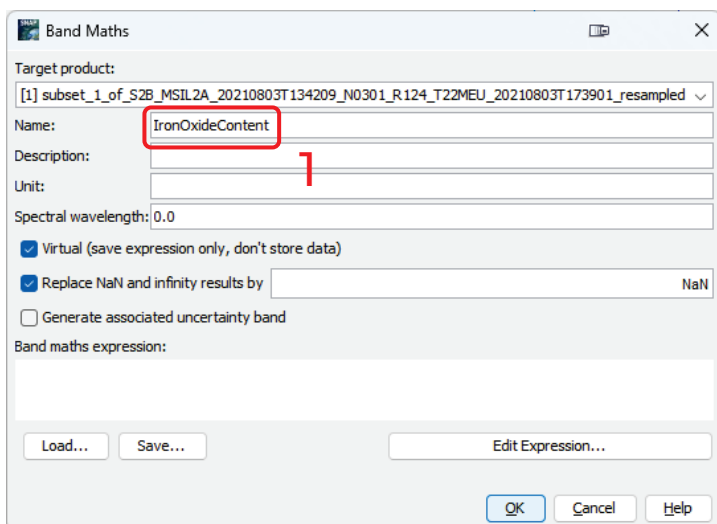 SNAP
Band Maths
Target product:
[1] subset_1_of_S2B_MSIL2A_20210803T134209_N0301_R124_T22MEU_20210803T173901_resampled
Name: IronOxideContent
Description:
1
Unit:
Spectral wavelength: 0.0
Virtual (save expression only, don't store data)
Replace NaN and infinity results by NaN
Generate associated uncertainty band
Band maths expression:
Load... Save... Edit Expression...
OK Cancel Help